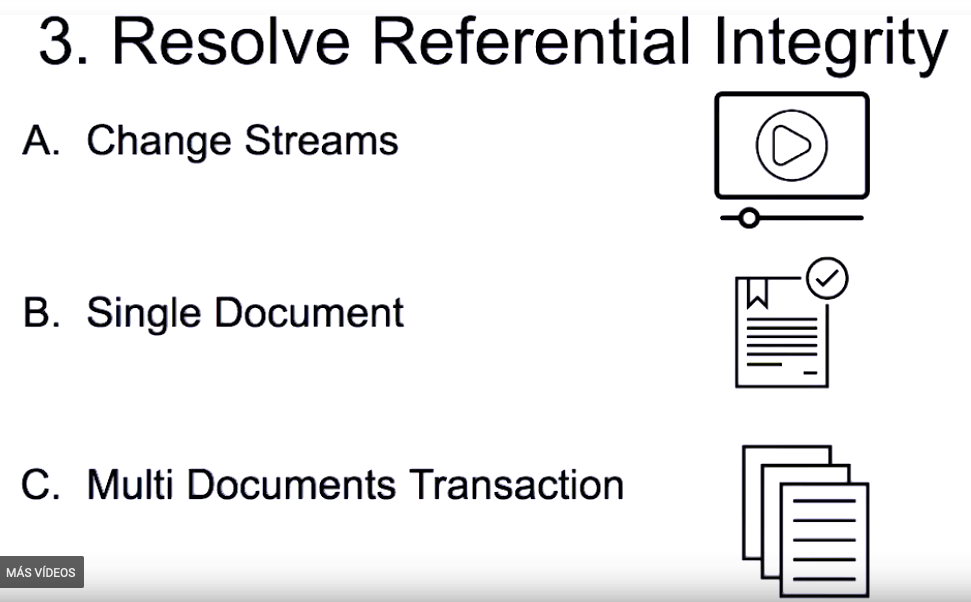 3. Resolve Referential Integrity
A. Change Streams
B. Single Document
C. Multi Documents Transaction
MÁS VÍDEOS